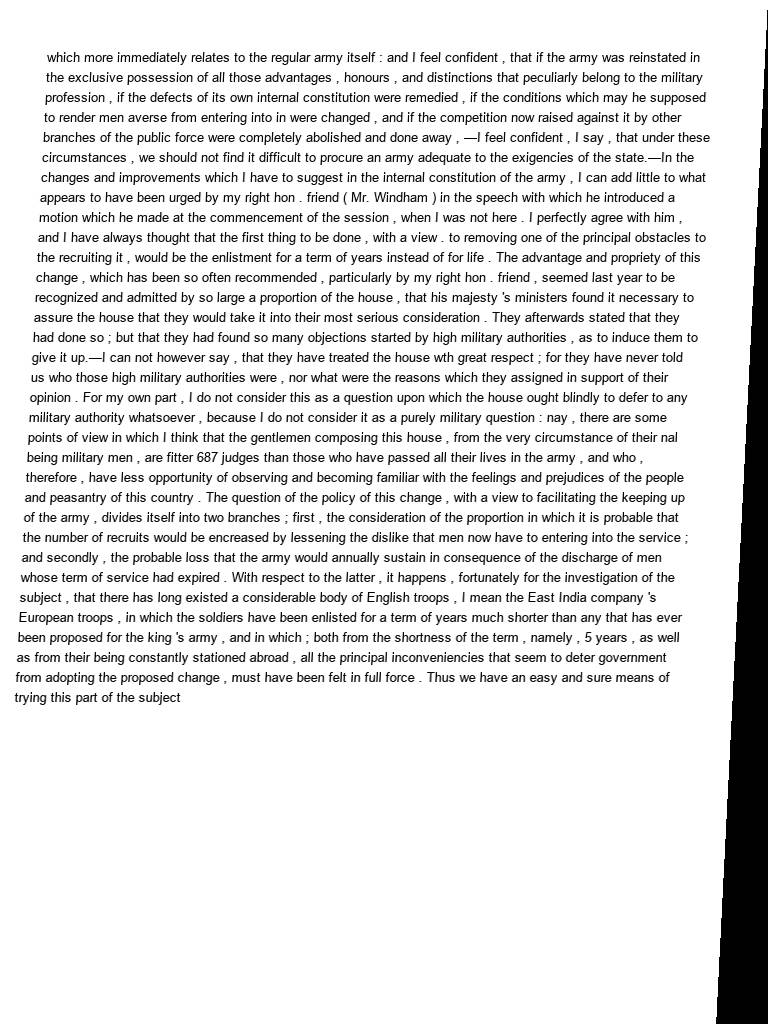 which more immediately relates to the regular army itself : and I feel confident , that if the army was reinstated in
the exclusive possession of all those advantages , honours , and distinctions that peculiarly belong to the military
profession , if the defects of its own internal constitution were remedied , if the conditions which may he supposed
to render men averse from entering into in were changed , and if the competition now raised against it by other
branches of the public force were completely abolished and done away , —I feel confident , I say , that under these
circumstances , we should not find it difficult to procure an army adequate to the exigencies of the state.—In the
changes and improvements which I have to suggest in the internal constitution of the army , I can add little to what
appears to have been urged by my right hon . friend ( Mr. Windham ) in the speech with which he introduced a
motion which he made at the commencement of the session , when I was not here . I perfectly agree with him ,
and I have always thought that the first thing to be done , with a view . to removing one of the principal obstacles to
the recruiting it , would be the enlistment for a term of years instead of for life . The advantage and propriety of this
change , which has been so often recommended , particularly by my right hon . friend , seemed last year to be
recognized and admitted by so large a proportion of the house , that his majesty 's ministers found it necessary to
assure the house that they would take it into their most serious consideration . They afterwards stated that they
had done so ; but that they had found so many objections started by high military authorities , as to induce them to
give it up.—I can not however say , that they have treated the house wth great respect ; for they have never told
us who those high military authorities were , nor what were the reasons which they assigned in support of their
opinion . For my own part , I do not consider this as a question upon which the house ought blindly to defer to any
military authority whatsoever , because I do not consider it as a purely military question : nay , there are some
points of view in which I think that the gentlemen composing this house , from the very circumstance of their nal
being military men , are fitter 687 judges than those who have passed all their lives in the army , and who ,
therefore , have less opportunity of observing and becoming familiar with the feelings and prejudices of the people
and peasantry of this country . The question of the policy of this change , with a view to facilitating the keeping up
of the army , divides itself into two branches ; first , the consideration of the proportion in which it is probable that
the number of recruits would be encreased by lessening the dislike that men now have to entering into the service ;
and secondly , the probable loss that the army would annually sustain in consequence of the discharge of men
whose term of service had expired . With respect to the latter , it happens , fortunately for the investigation of the
subject , that there has long existed a considerable body of English troops , I mean the East India company 's
European troops , in which the soldiers have been enlisted for a term of years much shorter than any that has ever
been proposed for the king 's army , and in which ; both from the shortness of the term , namely , 5 years , as well
as from their being constantly stationed abroad , all the principal inconveniencies that seem to deter government
from adopting the proposed change , must have been felt in full force . Thus we have an easy and sure means of
trying this part of the subject